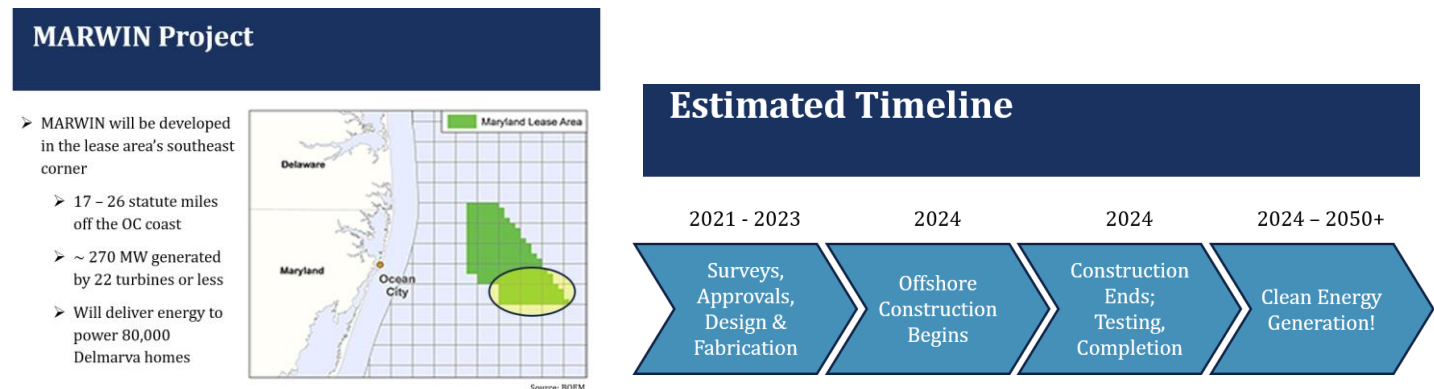 MARWIN Project
➢ MARWIN will be developed
in the lease area's southeast
corner
➢ 17 – 26 statute miles
off the OC coast
➢ ~ 270 MW generated
by 22 turbines or less
➢ Will deliver energy to
power 80,000
Delmarva homes
Maryland Lease Area
Delaware
Maryland
Ocean
City
Source: BOEM
Estimated Timeline
2021 - 2023
Surveys,
Approvals,
Design &
Fabrication
2024
Offshore
Construction
Begins
2024
Construction
Ends;
Testing,
Completion
2024 – 2050+
Clean Energy
Generation!